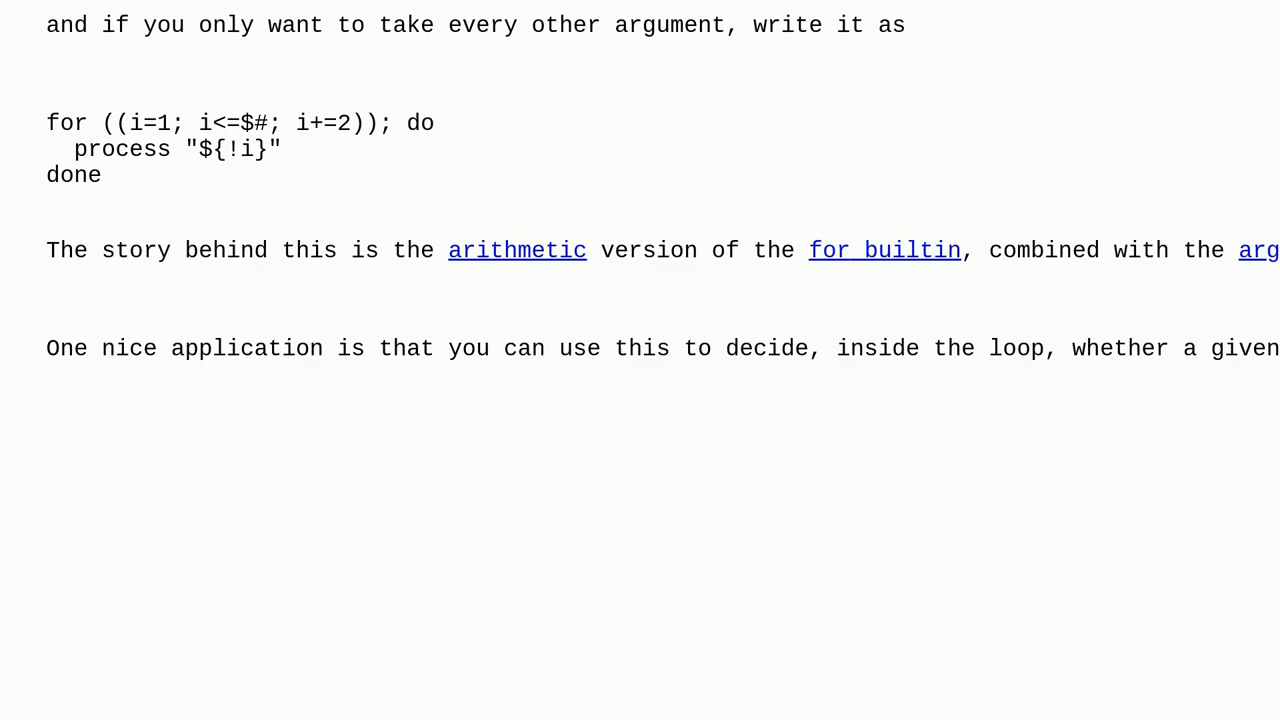 and if you only want to take every other argument, write it as
for ((i=1; i<=$#; i+=2)); do
  process "${!i}"
done
The story behind this is the arithmetic version of the for builtin, combined with the arg
One nice application is that you can use this to decide, inside the loop, whether a given